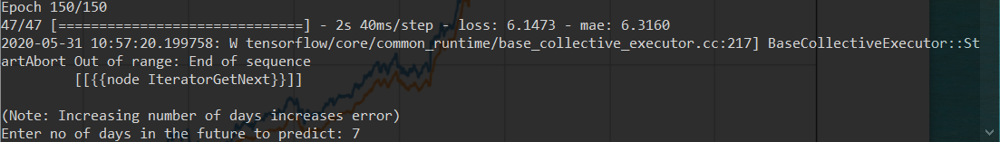 Epoch 150/150
47/47 [==============================] - 2s 40ms/step - loss: 6.1473 - mae: 6.3160
2020-05-31 10:57:20.199758: W tensorflow/core/common_runtime/base_collective_executor.cc:217] BaseCollectiveExecutor::St
artAbort Out of range: End of sequence
         [[{{node IteratorGetNext}}]]
(Note: Increasing number of days increases error)
Enter no of days in the future to predict: 7